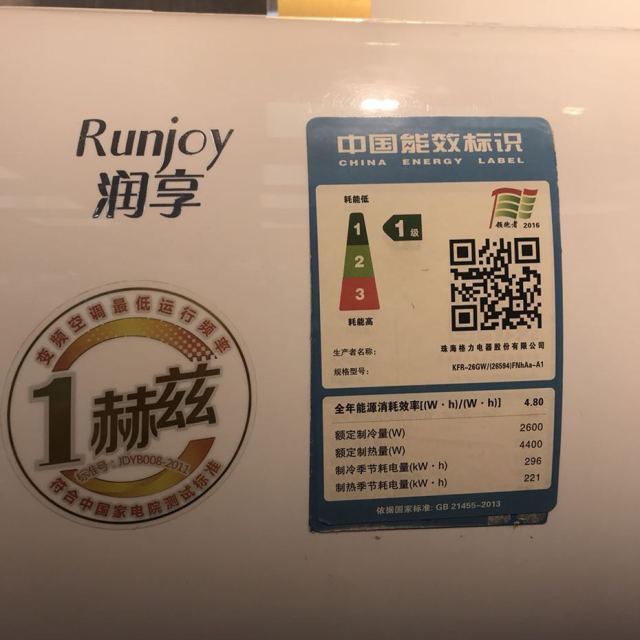 Runjoy
润享
变频空调最低运行频率
1赫兹
标准号:JDYB008-2011
符合中国家电院测试标准
中国能效标识
CHINA ENERGY LABEL
耗能低
1
1级
2
3
耗能高
领跑者 2016
生产者名称: 珠海格力电器股份有限公司
规格型号: KFR-26GW/(26594)FNhAa-A1
全年能源消耗效率[(W·h)/(W·h)] 4.80
额定制冷量(W) 2600
额定制热量(W) 4400
制冷季节耗电量(kW·h) 296
制热季节耗电量(kW·h) 221
依据国家标准: GB 21455-2013